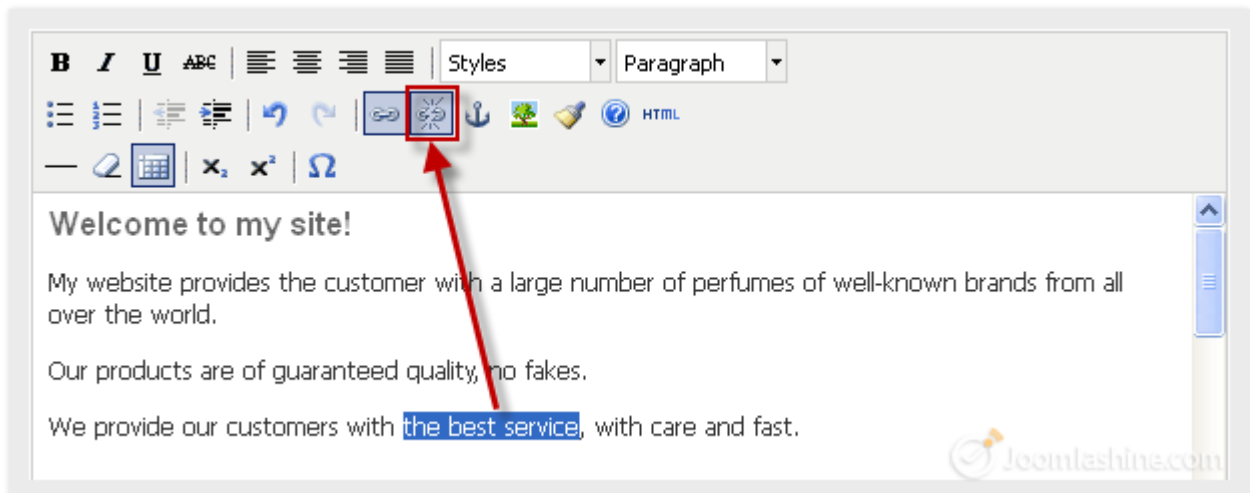 B I U ABC Styles Paragraph
HTML
Welcome to my site!
My website provides the customer with a large number of perfumes of well-known brands from all
over the world.
Our products are of guaranteed quality, no fakes.
We provide our customers with the best service, with care and fast.
Joomlashine.com